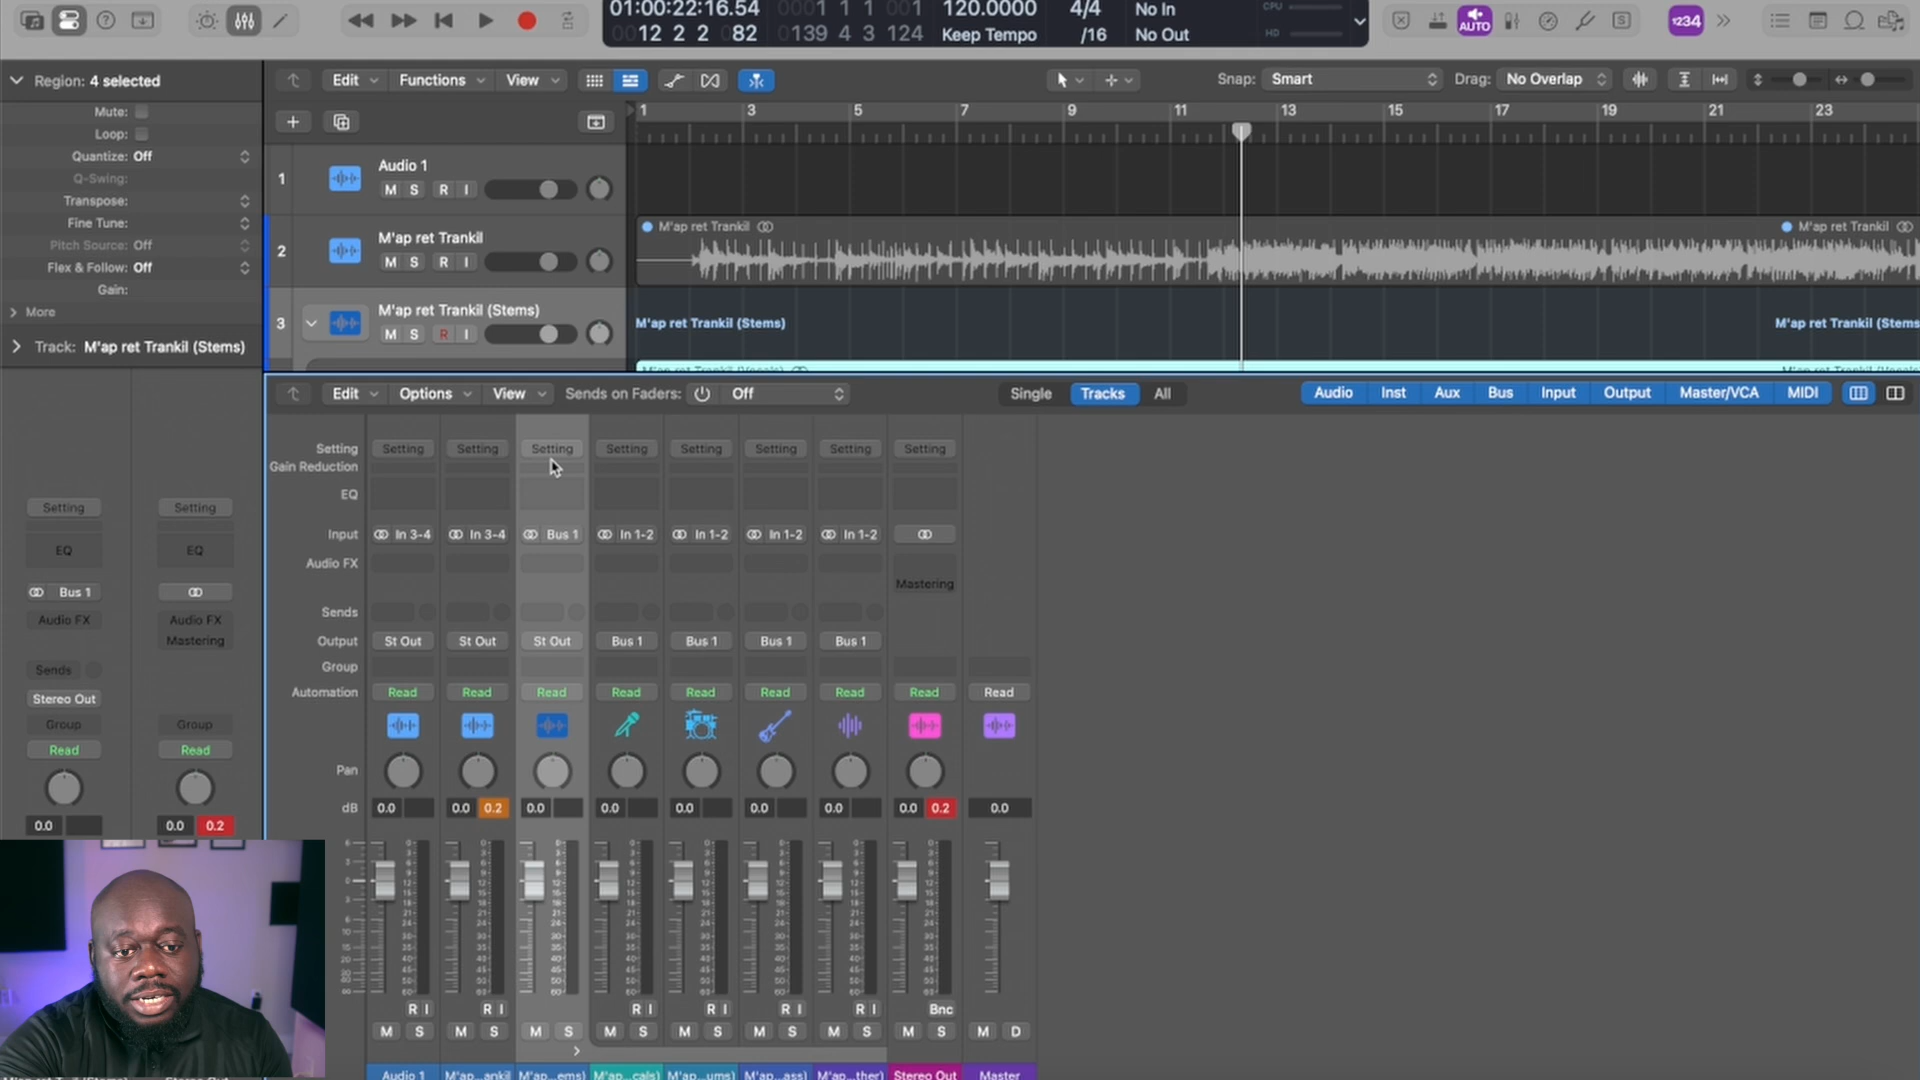 01:00:22:16.54 0001 1 1 001 120.0000 4/4 No In CPU
0012 2 2 082 0139 4 3 124 Keep Tempo /16 No Out HD
AUTO 1234 S
Region: 4 selected
Edit Functions View
Snap: Smart Drag: No Overlap
Mute:
Loop:
Quantize: Off
Q-Swing:
Transpose:
Fine Tune:
Pitch Source: Off
Flex & Follow: Off
Gain:
More
Track: M'ap ret Trankil (Stems)
1 3 5 7 9 11 13 15 17 19 21 23
1 Audio 1
M S R I
2 M'ap ret Trankil
M S R I
M'ap ret Trankil M'ap ret Trankil
3 M'ap ret Trankil (Stems)
M S R I
M'ap ret Trankil (Stems) M'ap ret Trankil (Stems
Edit Options View Sends on Faders: Off Single Tracks All Audio Inst Aux Bus Input Output Master/VCA MIDI
Setting Setting Setting Setting Setting Setting Setting Setting Setting
Gain Reduction
EQ
Input In 3-4 In 3-4 Bus 1 In 1-2 In 1-2 In 1-2 In 1-2
Audio FX
Mastering
Sends
Output St Out St Out St Out Bus 1 Bus 1 Bus 1 Bus 1
Group
Automation Read Read Read Read Read Read Read Read Read
Pan
dB 0.0 0.0 0.2 0.0 0.0 0.0 0.0 0.0 0.0 0.2 0.0
R I R I R I R I R I R I Bnc
M S M S M S M S M S M S M S M S M D
Audio 1 M'ap...ankil M'ap...ems) M'ap...cals) M'ap...ums) M'ap...ass) M'ap...ther) Stereo Out Master
Setting Setting
EQ EQ
Bus 1
Audio FX Audio FX
Mastering
Sends
Stereo Out
Group Group
Read Read
0.0 0.0 0.2